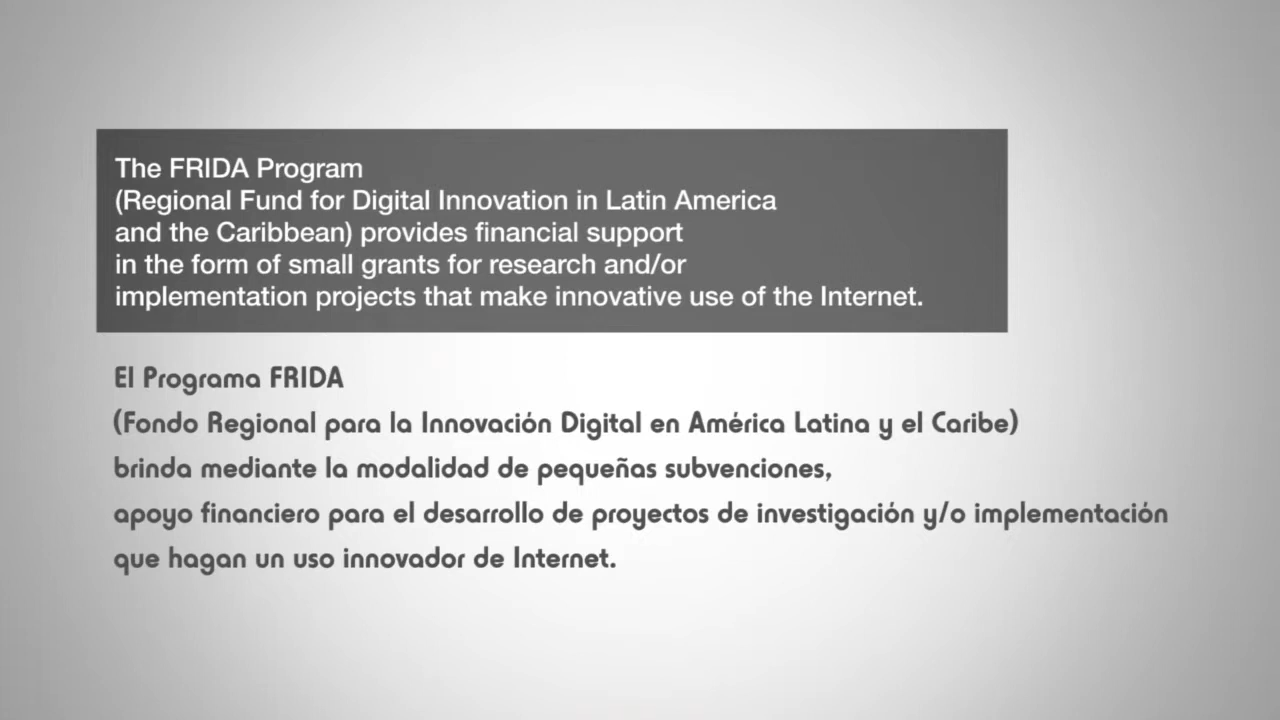 The FRIDA Program
(Regional Fund for Digital Innovation in Latin America
and the Caribbean) provides financial support
in the form of small grants for research and/or
implementation projects that make innovative use of the Internet.
El Programa FRIDA
(Fondo Regional para la Innovación Digital en América Latina y el Caribe)
brinda mediante la modalidad de pequeñas subvenciones,
apoyo financiero para el desarrollo de proyectos de investigación y/o implementación
que hagan un uso innovador de Internet.